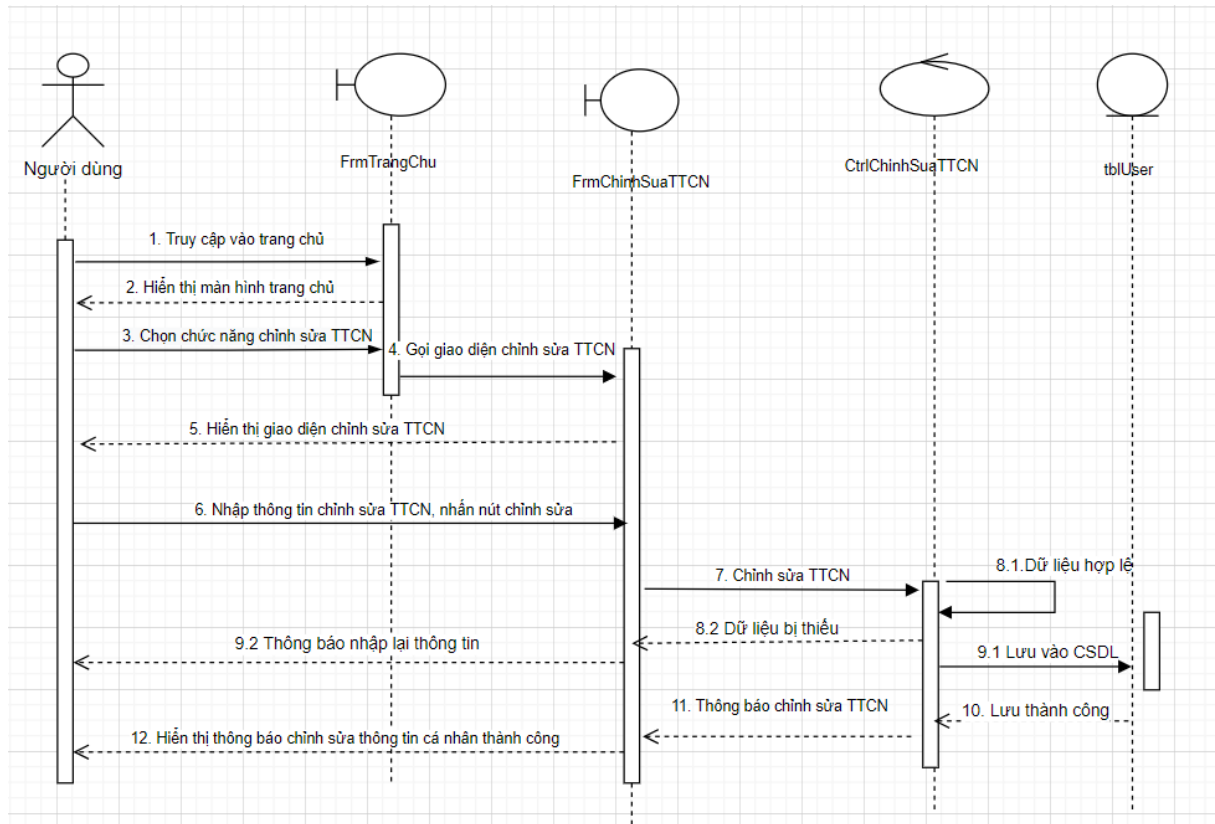 Người dùng
FrmTrangChu
FrmChinhSuaTTCN
CtrlChinhSuaTTCN
tblUser
1. Truy cập vào trang chủ
2. Hiển thị màn hình trang chủ
3. Chọn chức năng chỉnh sửa TTCN
4. Gọi giao diện chỉnh sửa TTCN
5. Hiển thị giao diện chỉnh sửa TTCN
6. Nhập thông tin chỉnh sửa TTCN, nhấn nút chỉnh sửa
7. Chỉnh sửa TTCN
8.1.Dữ liệu hợp lệ
8.2 Dữ liệu bị thiếu
9.2 Thông báo nhập lại thông tin
9.1 Lưu vào CSDL
10. Lưu thành công
11. Thông báo chỉnh sửa TTCN
12. Hiển thị thông báo chỉnh sửa thông tin cá nhân thành công